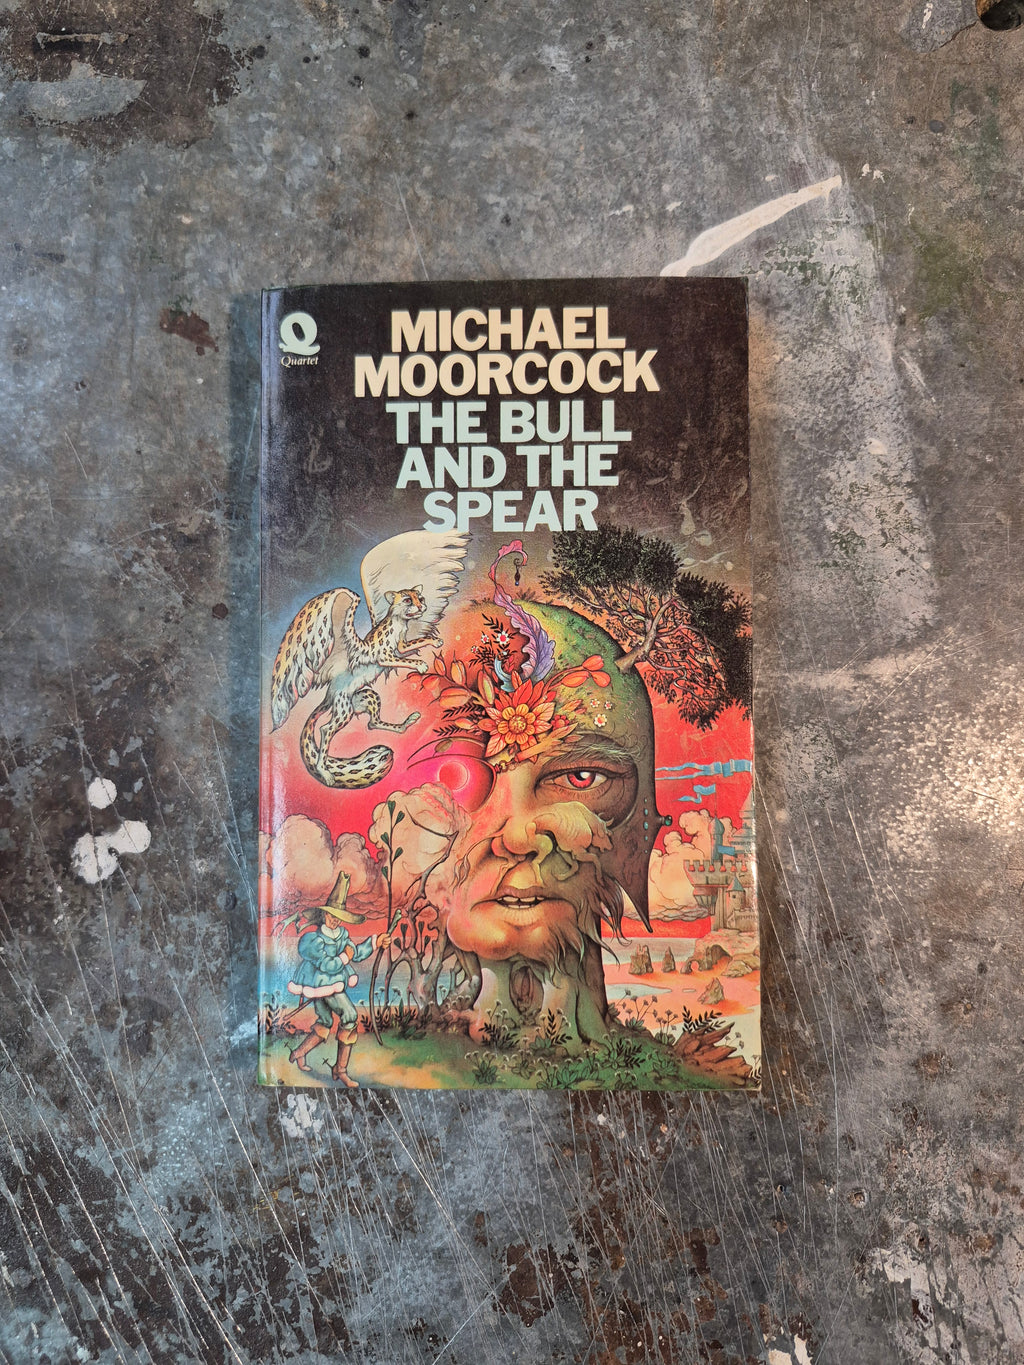 Q
Quartet
MICHAEL
MOORCOCK
THE BULL
AND THE
SPEAR